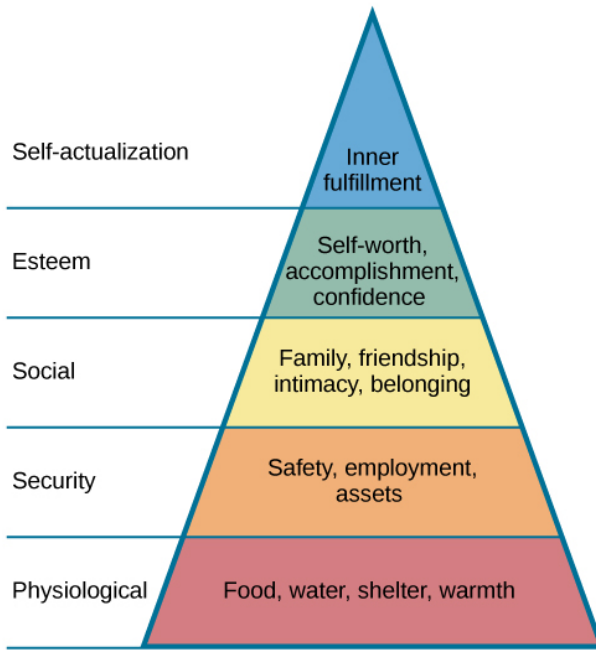 Self-actualization
Inner
fulfillment
Esteem
Self-worth,
accomplishment,
confidence
Social
Family, friendship,
intimacy, belonging
Security
Safety, employment,
assets
Physiological
Food, water, shelter, warmth